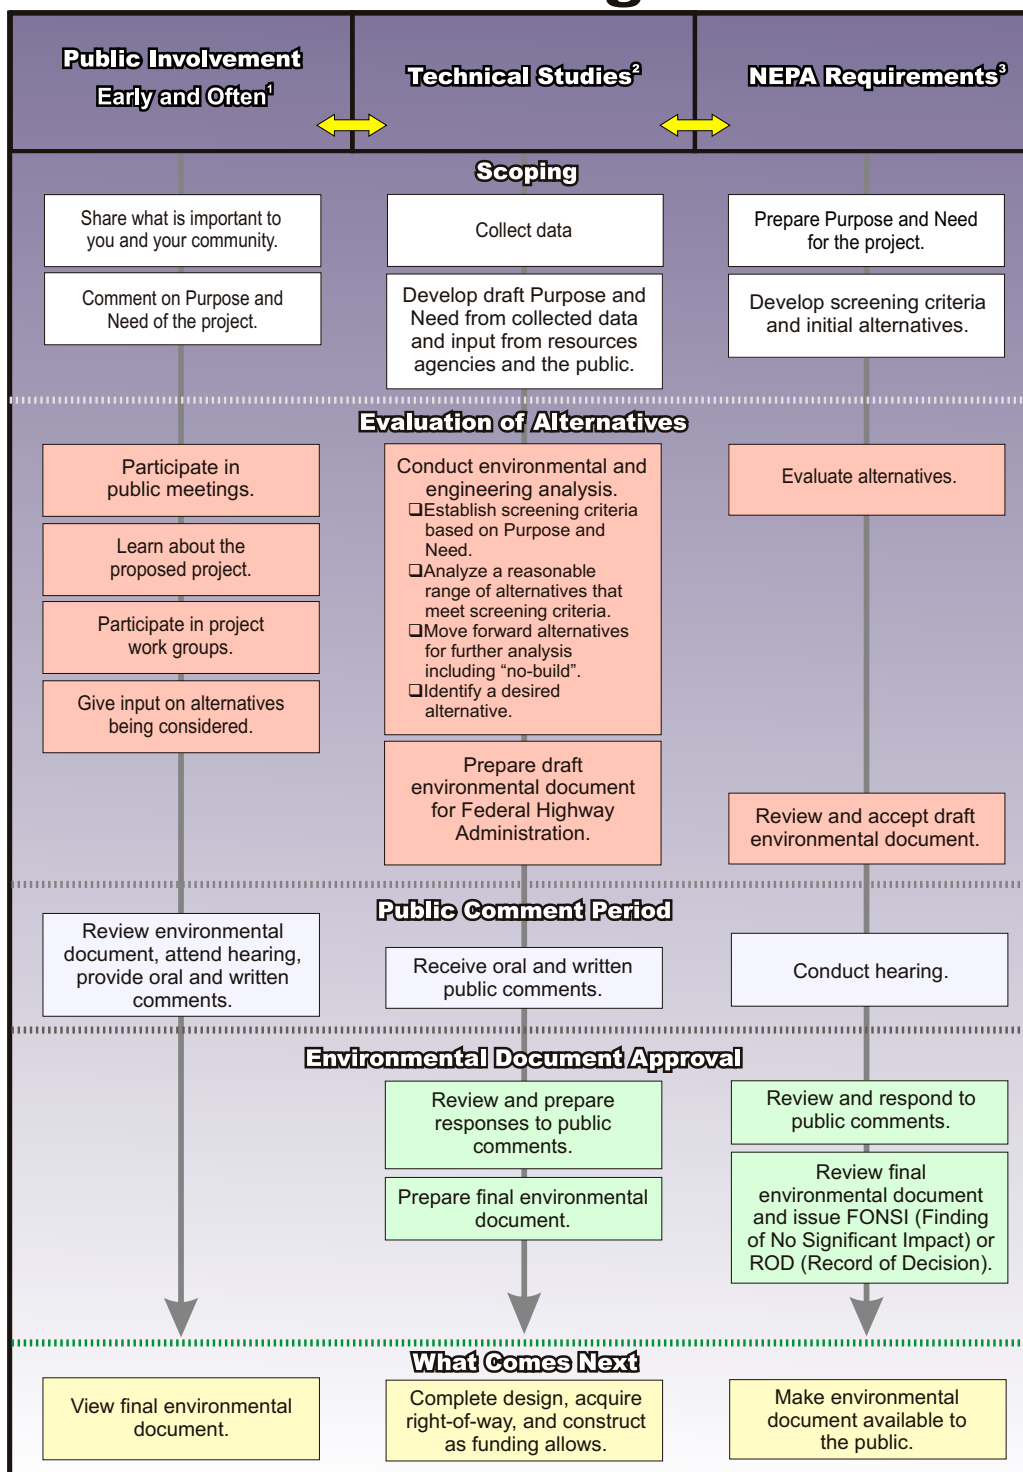 Public Involvement
Early and Often1
Technical Studies2
NEPA Requirements3
Scoping
Share what is important to
you and your community.
Comment on Purpose and
Need of the project.
Collect data
Develop draft Purpose and
Need from collected data
and input from resources
agencies and the public.
Prepare Purpose and Need
for the project.
Develop screening criteria
and initial alternatives.
Evaluation of Alternatives
Participate in
public meetings.
Learn about the
proposed project.
Participate in project
work groups.
Give input on alternatives
being considered.
Conduct environmental and
engineering analysis.
❑Establish screening criteria
based on Purpose and
Need.
❑Analyze a reasonable
range of alternatives that
meet screening criteria.
❑Move forward alternatives
for further analysis
including “no-build”.
❑Identify a desired
alternative.
Prepare draft
environmental document
for Federal Highway
Administration.
Evaluate alternatives.
Review and accept draft
environmental document.
Public Comment Period
Review environmental
document, attend hearing,
provide oral and written
comments.
Receive oral and written
public comments.
Conduct hearing.
Environmental Document Approval
Review and prepare
responses to public
comments.
Prepare final environmental
document.
Review and respond to
public comments.
Review final
environmental document
and issue FONSI (Finding
of No Significant Impact) or
ROD (Record of Decision).
What Comes Next
View final environmental
document.
Complete design, acquire
right-of-way, and construct
as funding allows.
Make environmental
document available to
the public.